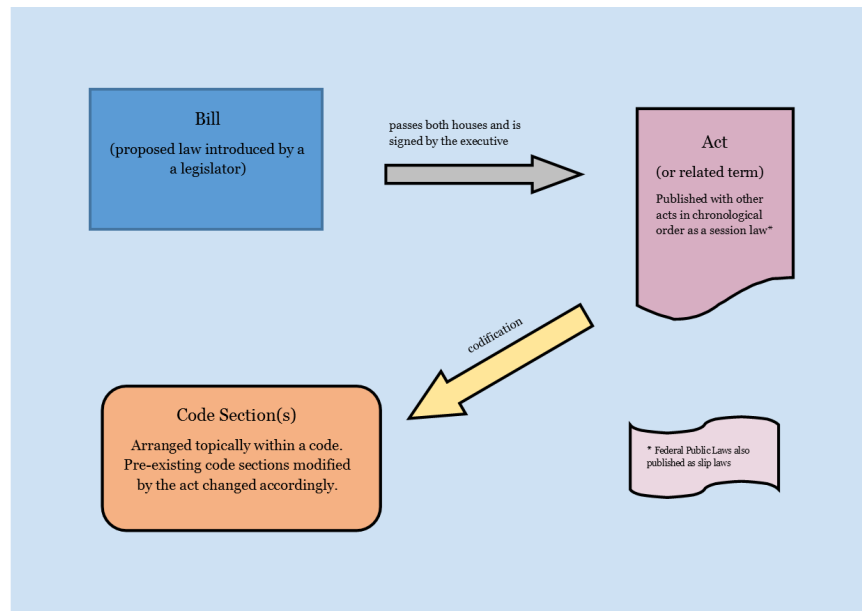 Bill
(proposed law introduced by a
a legislator)
passes both houses and is
signed by the executive
Act
(or related term)
Published with other
acts in chronological
order as a session law*
codification
Code Section(s)
Arranged topically within a code.
Pre-existing code sections modified
by the act changed accordingly.
* Federal Public Laws also
published as slip laws